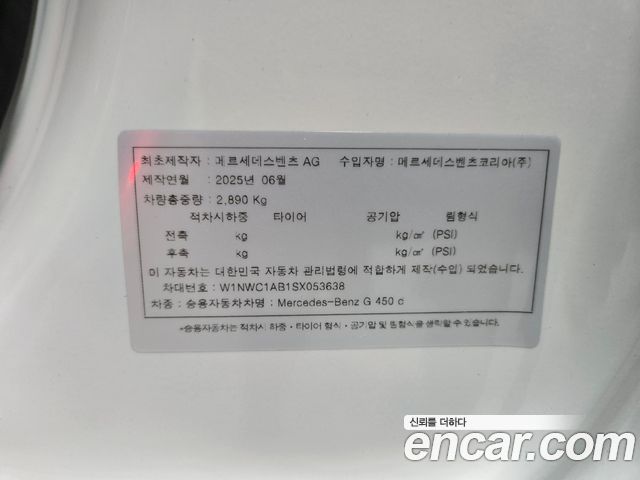 최초제작자 : 메르세데스벤츠 AG 수입자명 : 메르세데스벤츠코리아(주)
제작연월 : 2025년 06월
차량총중량 : 2,890 Kg
적차시하중 타이어 공기압 림형식
전축 kg kg/㎠ (PSI)
후축 kg kg/㎠ (PSI)
이 자동차는 대한민국 자동차 관리법령에 적합하게 제작(수입) 되었습니다.
차대번호 : W1NWC1AB1SX053638
차종 : 승용자동차차명 : Mercedes-Benz G 450 d
*승용자동차는 적차시 하중·타이어 형식·공기압 및 림형식을 생략할 수 있습니다.
신뢰를 더하다
encar.com